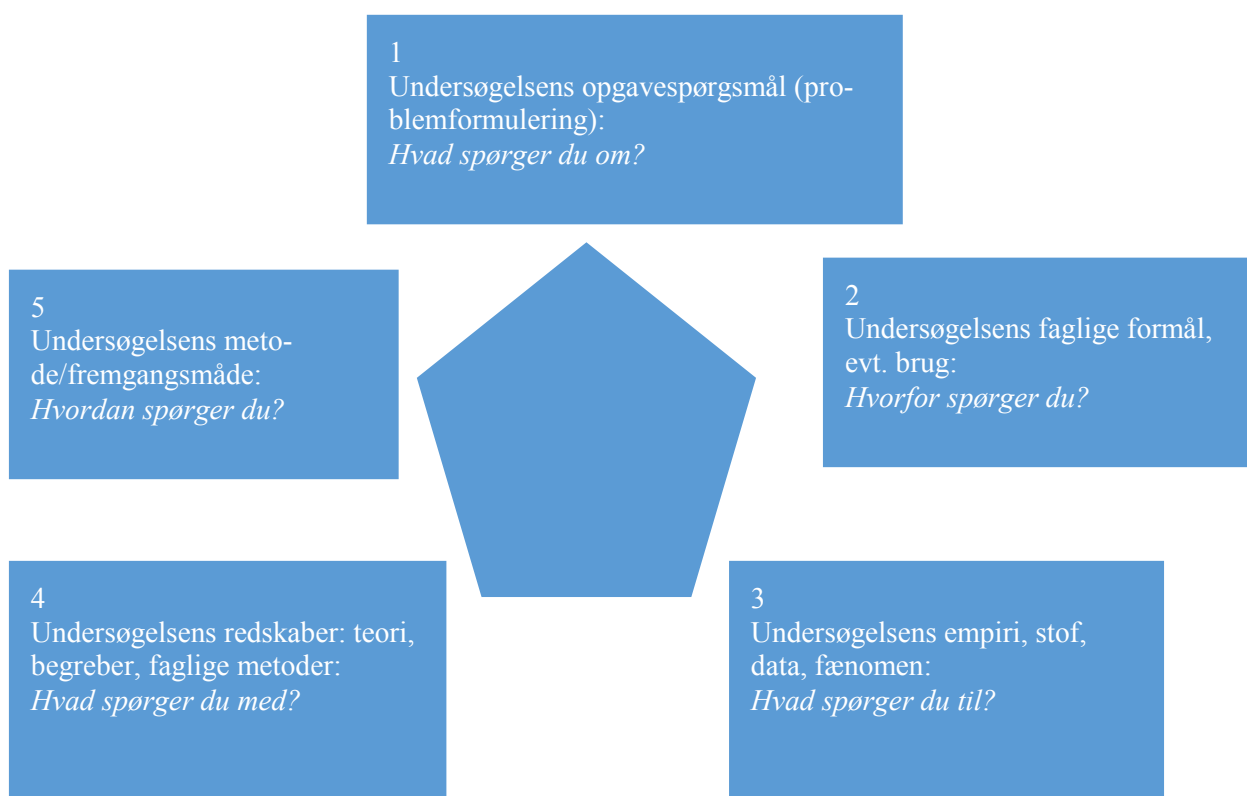 1
Undersøgelsens opgavespørgsmål (pro-
blemformulering):
Hvad spørger du om?
2
Undersøgelsens faglige formål,
evt. brug:
Hvorfor spørger du?
3
Undersøgelsens empiri, stof,
data, fænomen:
Hvad spørger du til?
4
Undersøgelsens redskaber: teori,
begreber, faglige metoder:
Hvad spørger du med?
5
Undersøgelsens meto-
de/fremgangsmåde:
Hvordan spørger du?